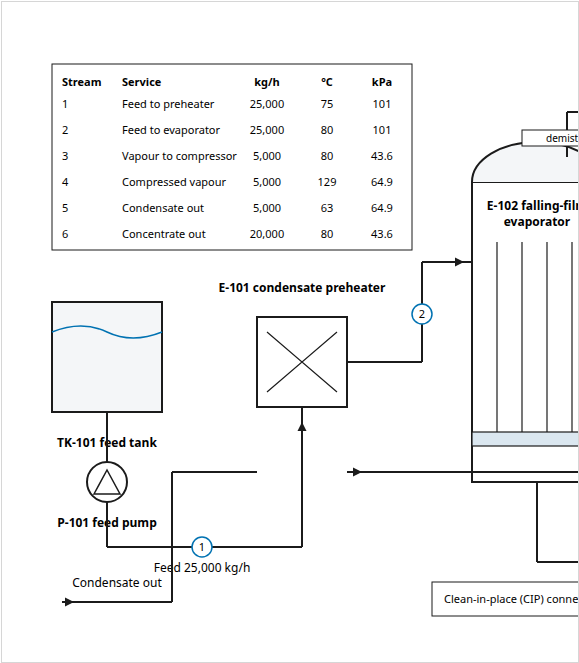 Stream Service kg/h °C kPa
1 Feed to preheater 25,000 75 101
2 Feed to evaporator 25,000 80 101
3 Vapour to compressor 5,000 80 43.6
4 Compressed vapour 5,000 129 64.9
5 Condensate out 5,000 63 64.9
6 Concentrate out 20,000 80 43.6
demist
E-102 falling-film
evaporator
E-101 condensate preheater
2
TK-101 feed tank
P-101 feed pump
1
Feed 25,000 kg/h
Condensate out
Clean-in-place (CIP) conne